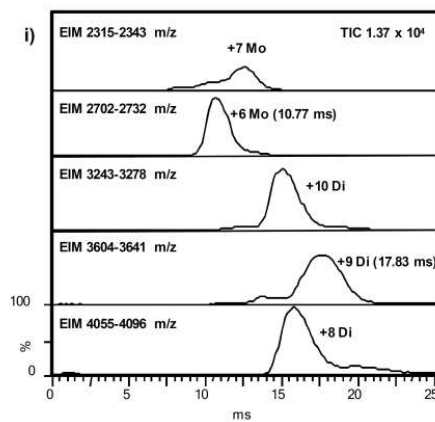 i)
EIM 2315-2343 m/z
TIC 1.37 x 10⁴
+7 Mo
EIM 2702-2732 m/z
+6 Mo (10.77 ms)
EIM 3243-3278 m/z
+10 Di
EIM 3604-3641 m/z
+9 Di (17.83 ms)
100
EIM 4055-4096 m/z
+8 Di
%
0
0 5 10 15 20 25
ms